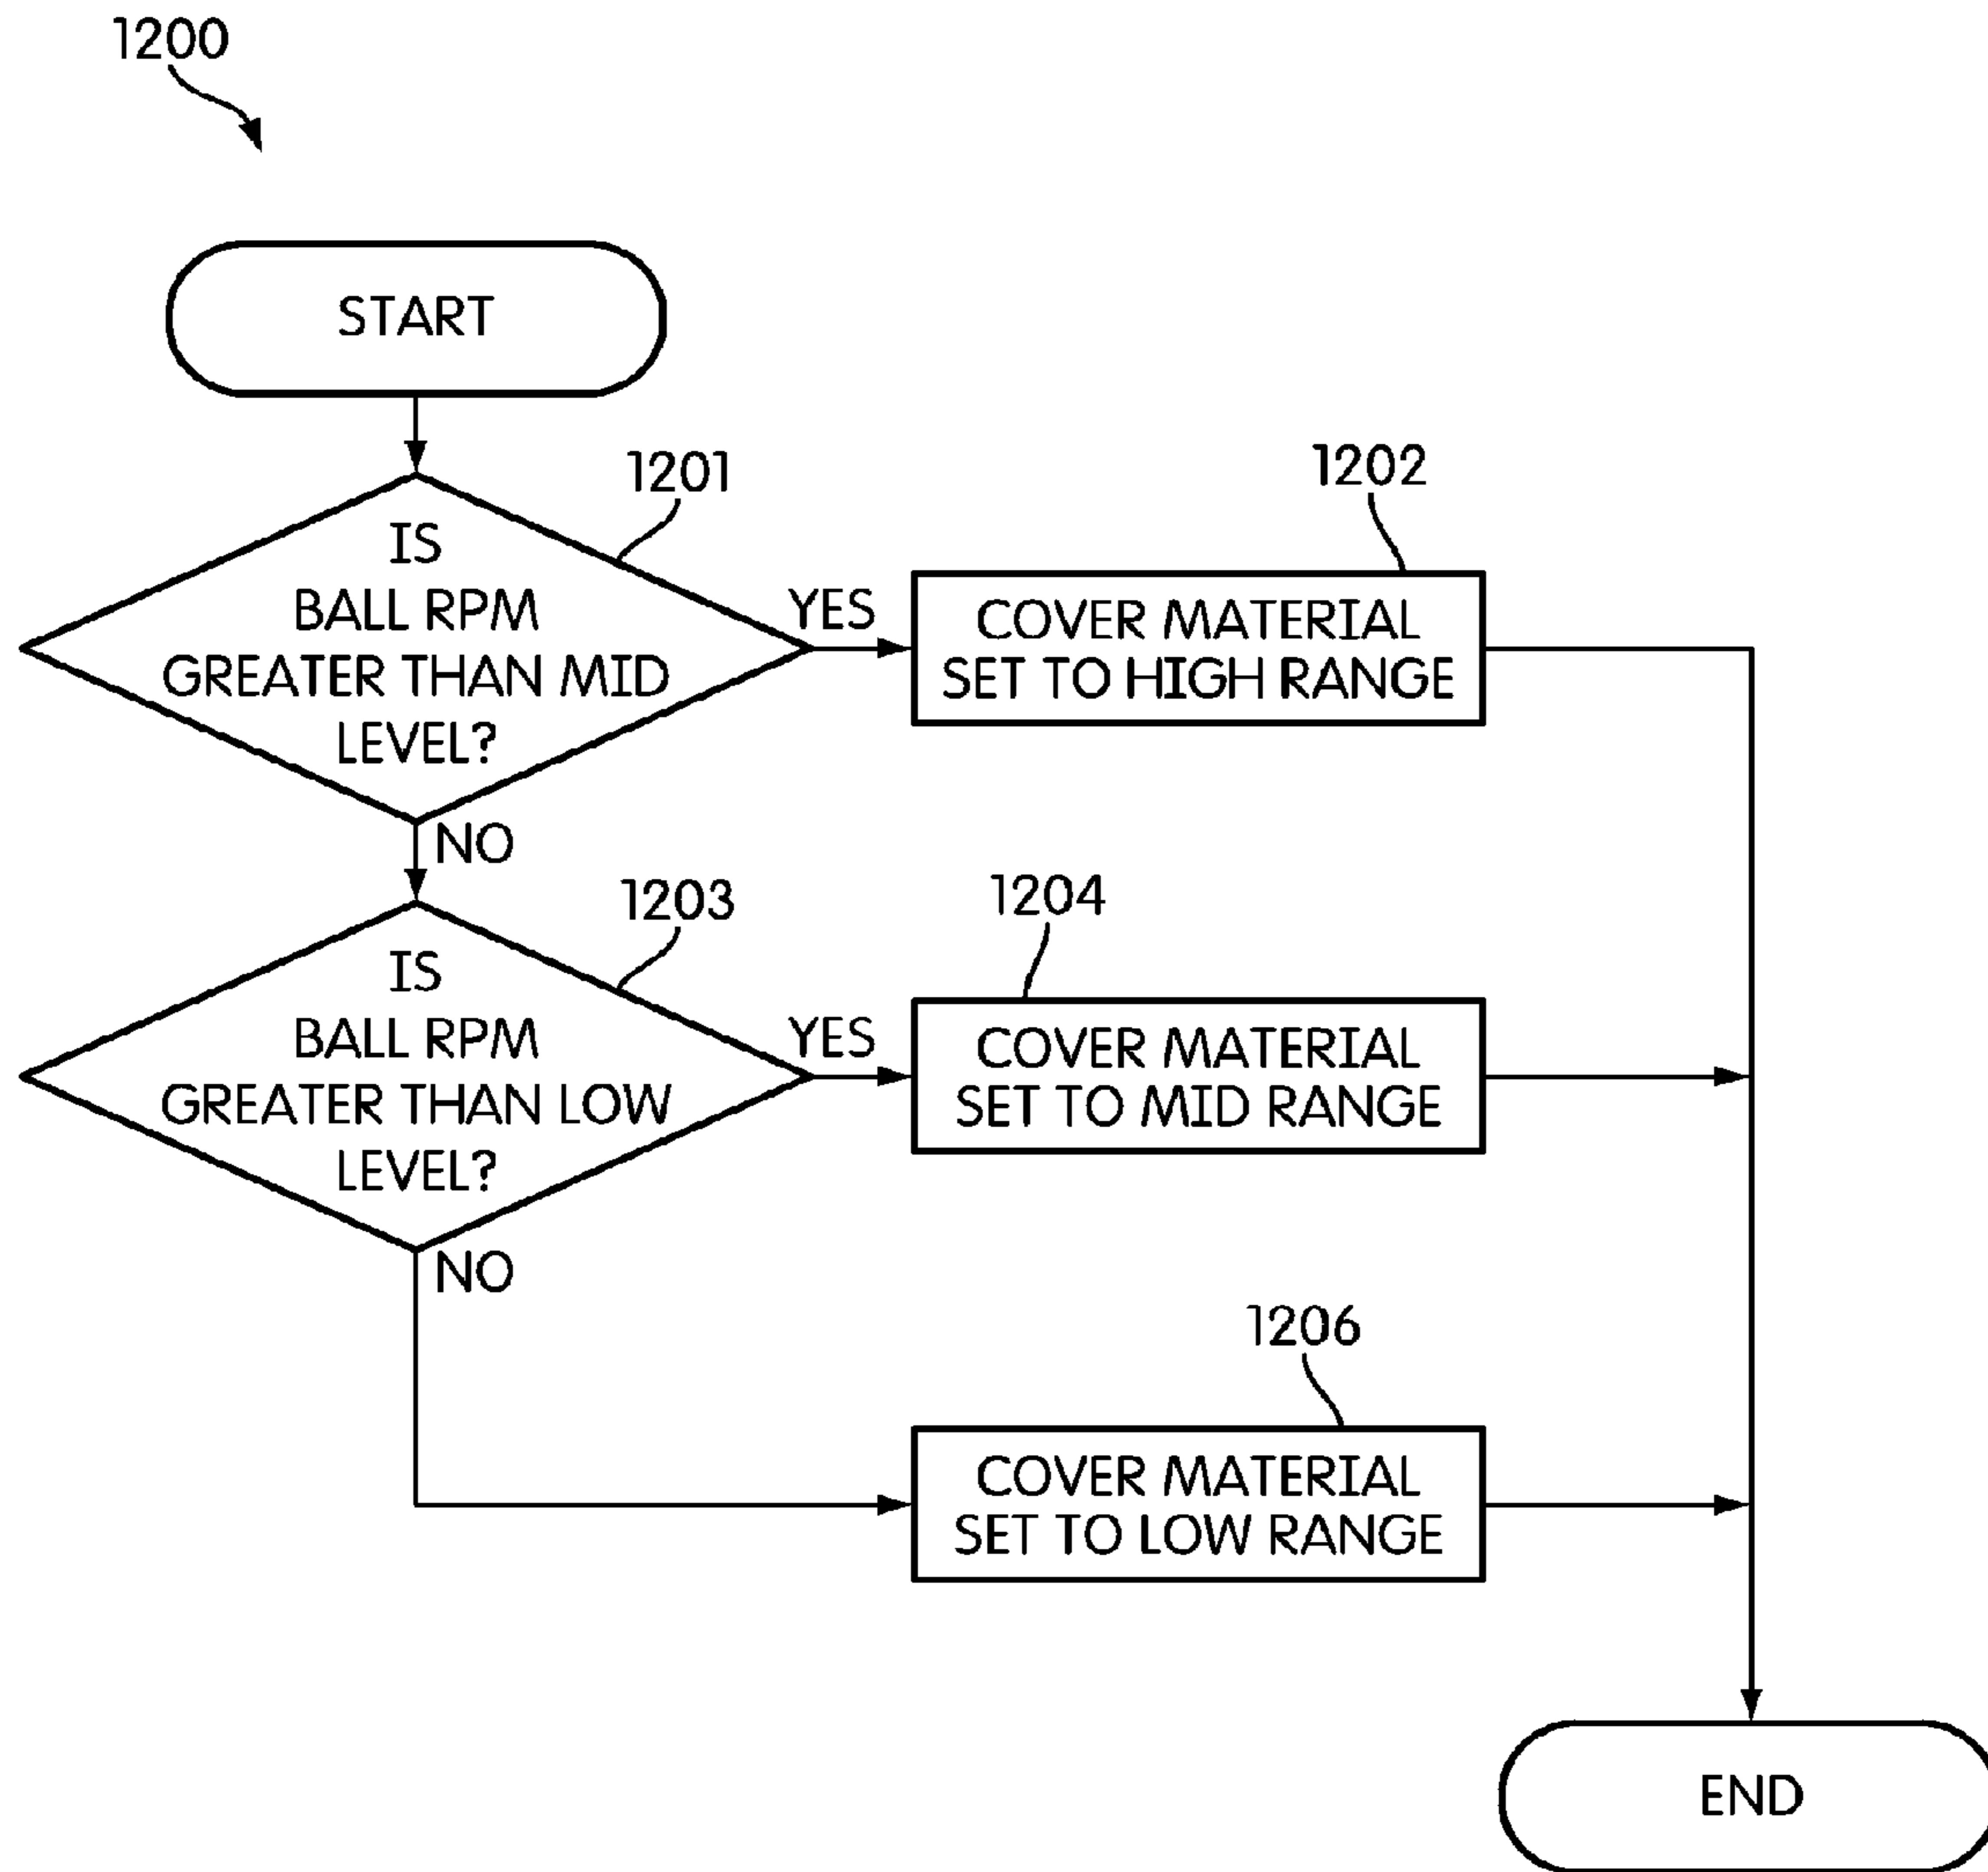 1200
START
1201
IS
BALL RPM
GREATER THAN MID
LEVEL?
YES
1202
COVER MATERIAL
SET TO HIGH RANGE
NO
1203
IS
BALL RPM
GREATER THAN LOW
LEVEL?
YES
1204
COVER MATERIAL
SET TO MID RANGE
NO
1206
COVER MATERIAL
SET TO LOW RANGE
END